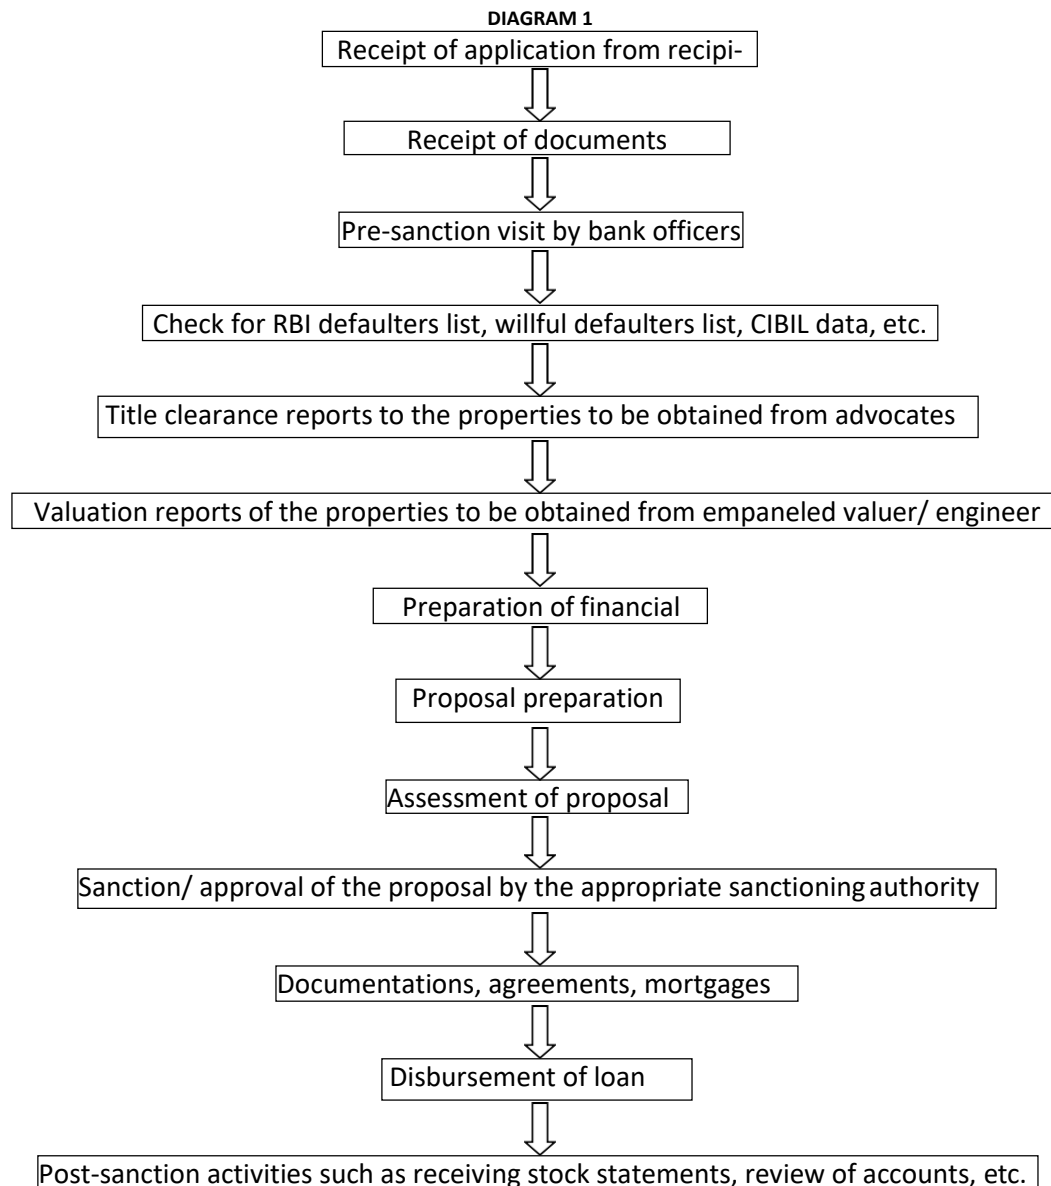 DIAGRAM 1
Receipt of application from recipi-
Receipt of documents
Pre-sanction visit by bank officers
Check for RBI defaulters list, willful defaulters list, CIBIL data, etc.
Title clearance reports to the properties to be obtained from advocates
Valuation reports of the properties to be obtained from empaneled valuer/ engineer
Preparation of financial
Proposal preparation
Assessment of proposal
Sanction/ approval of the proposal by the appropriate sanctioning authority
Documentations, agreements, mortgages
Disbursement of loan
Post-sanction activities such as receiving stock statements, review of accounts, etc.